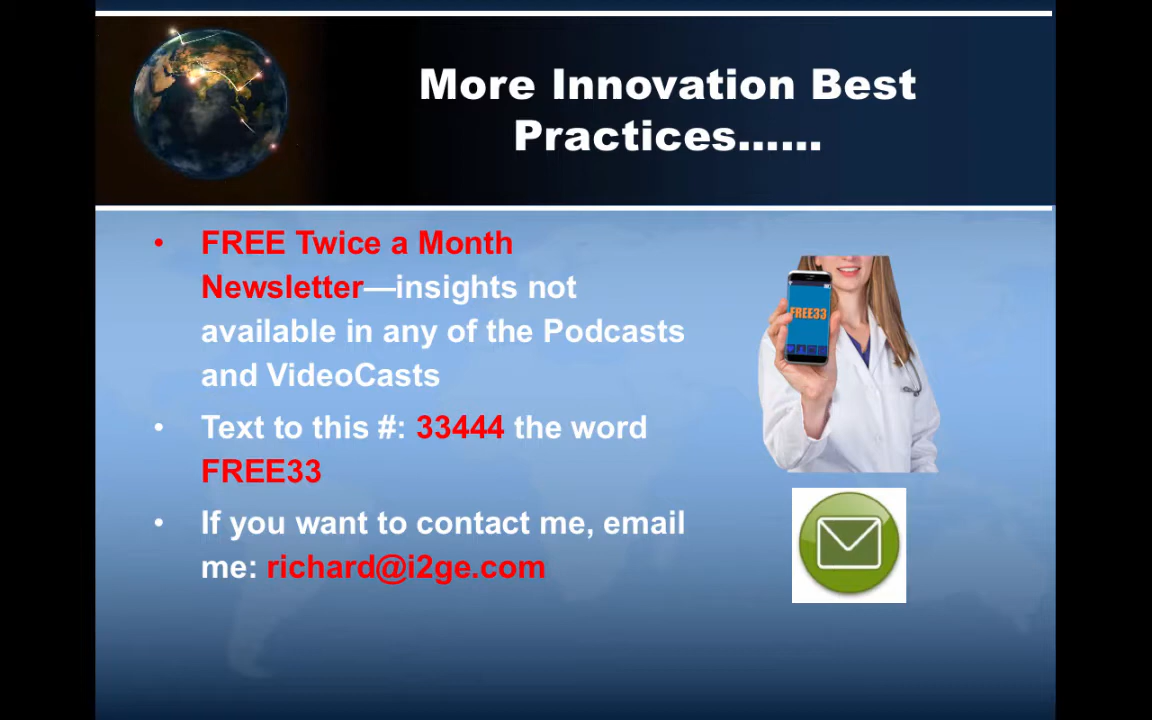 More Innovation Best
Practices......
• FREE Twice a Month
Newsletter—insights not
available in any of the Podcasts
and VideoCasts
• Text to this #: 33444 the word
FREE33
• If you want to contact me, email
me: richard@i2ge.com
FREE33